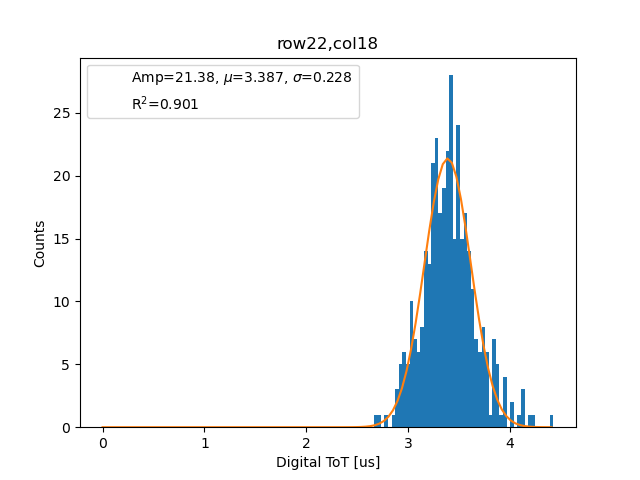 row22,col18
Amp=21.38, μ=3.387, σ=0.228
R²=0.901
25
20
15
10
5
0
Counts
0 1 2 3 4
Digital ToT [us]